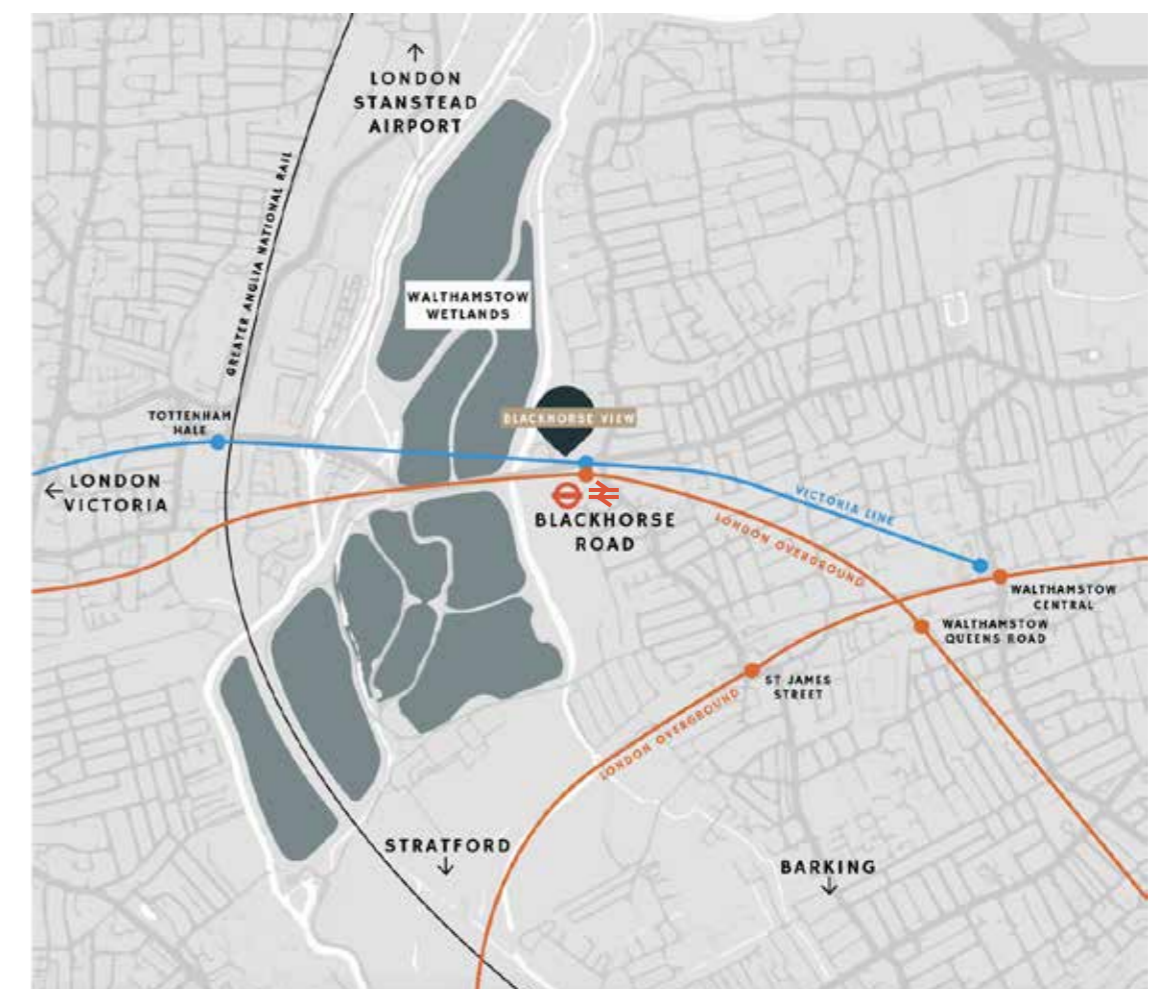 LONDON
STANSTEAD
AIRPORT
GREATER ANGLIA NATIONAL RAIL
WALTHAMSTOW
WETLANDS
BLACKHORSE VIEW
TOTTENHAM
HALE
LONDON
VICTORIA
BLACKHORSE
ROAD
VICTORIA LINE
LONDON OVERGROUND
WALTHAMSTOW
CENTRAL
WALTHAMSTOW
QUEENS ROAD
ST JAMES
STREET
LONDON OVERGROUND
STRATFORD
BARKING